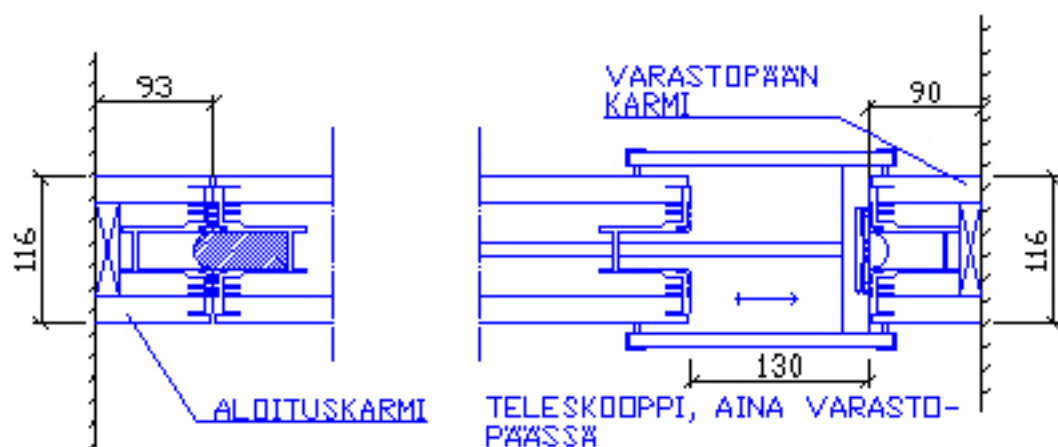 93
VARASTOPÄÄN
KARMI
90
116
116
130
ALOITUSKARMI
TELESKOOPPI, AINA VARASTO-
PÄÄSSÄ